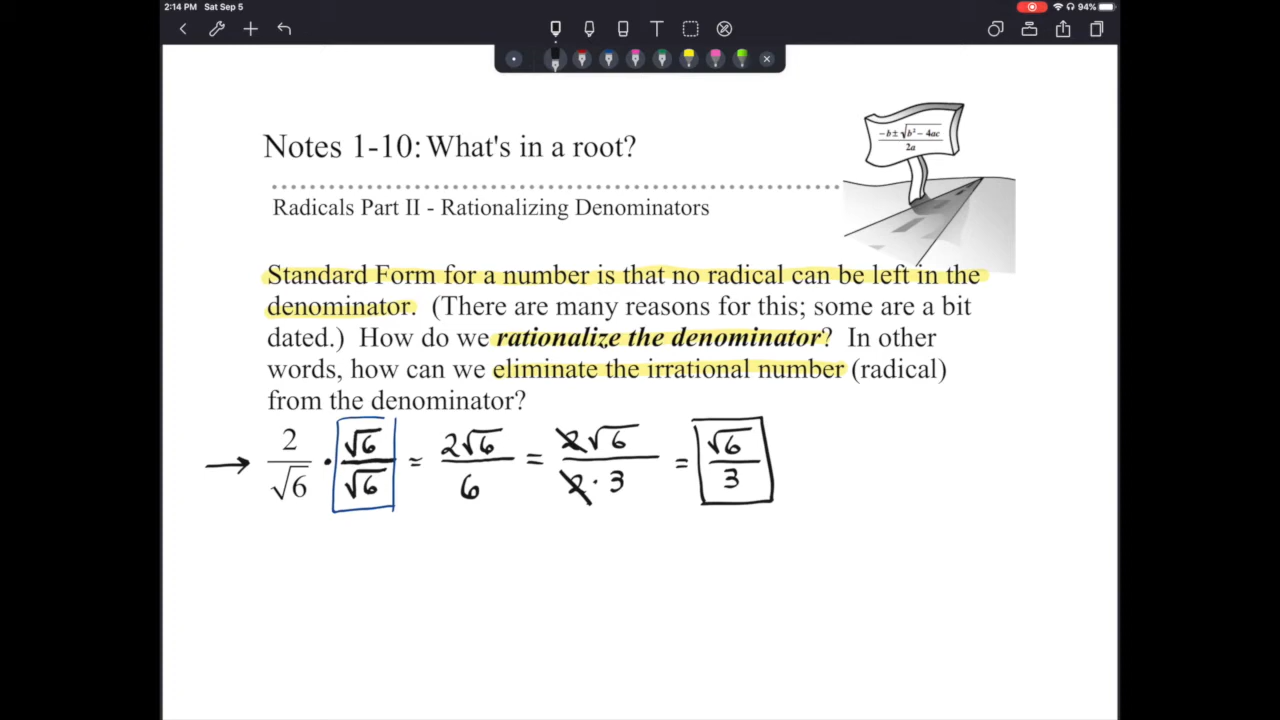 2:14 PM Sat Sep 5
94%
T
-b ± √b² - 4ac
2a
Notes 1-10: What's in a root?
Radicals Part II - Rationalizing Denominators
Standard Form for a number is that no radical can be left in the
denominator. (There are many reasons for this; some are a bit
dated.) How do we rationalize the denominator? In other
words, how can we eliminate the irrational number (radical)
from the denominator?
→ 2/√6 · √6/√6 = 2√6/6 = 2√6/2·3 = √6/3